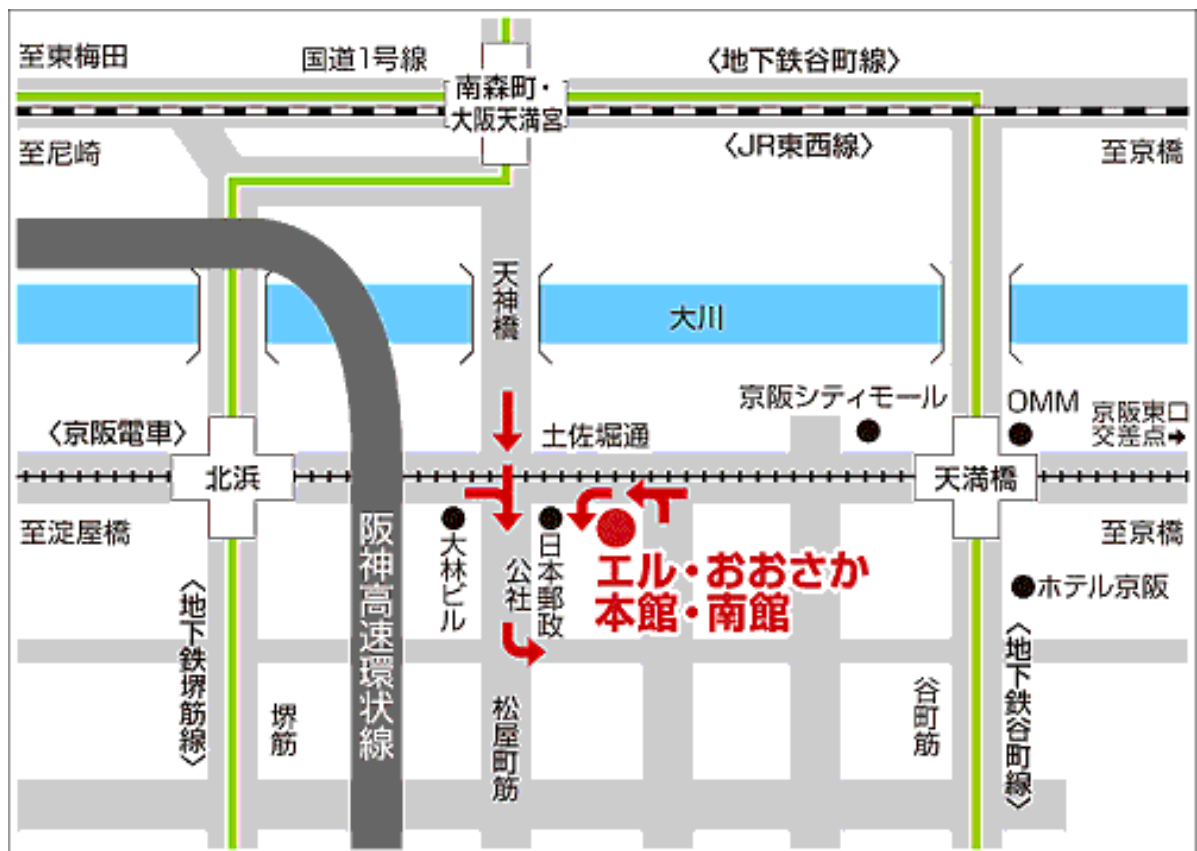 至東梅田
国道1号線
〈地下鉄谷町線〉
南森町・
大阪天満宮
至尼崎
〈JR東西線〉
至京橋
天神橋
大川
京阪シティモール
OMM
京阪東口
交差点➔
〈京阪電車〉
土佐堀通
北浜
天満橋
至淀屋橋
至京橋
大林ビル
公社
日本郵政
エル・おおさか
本館・南館
ホテル京阪
阪神高速環状線
〈地下鉄堺筋線〉
堺筋
松屋町筋
谷町筋
〈地下鉄谷町線〉